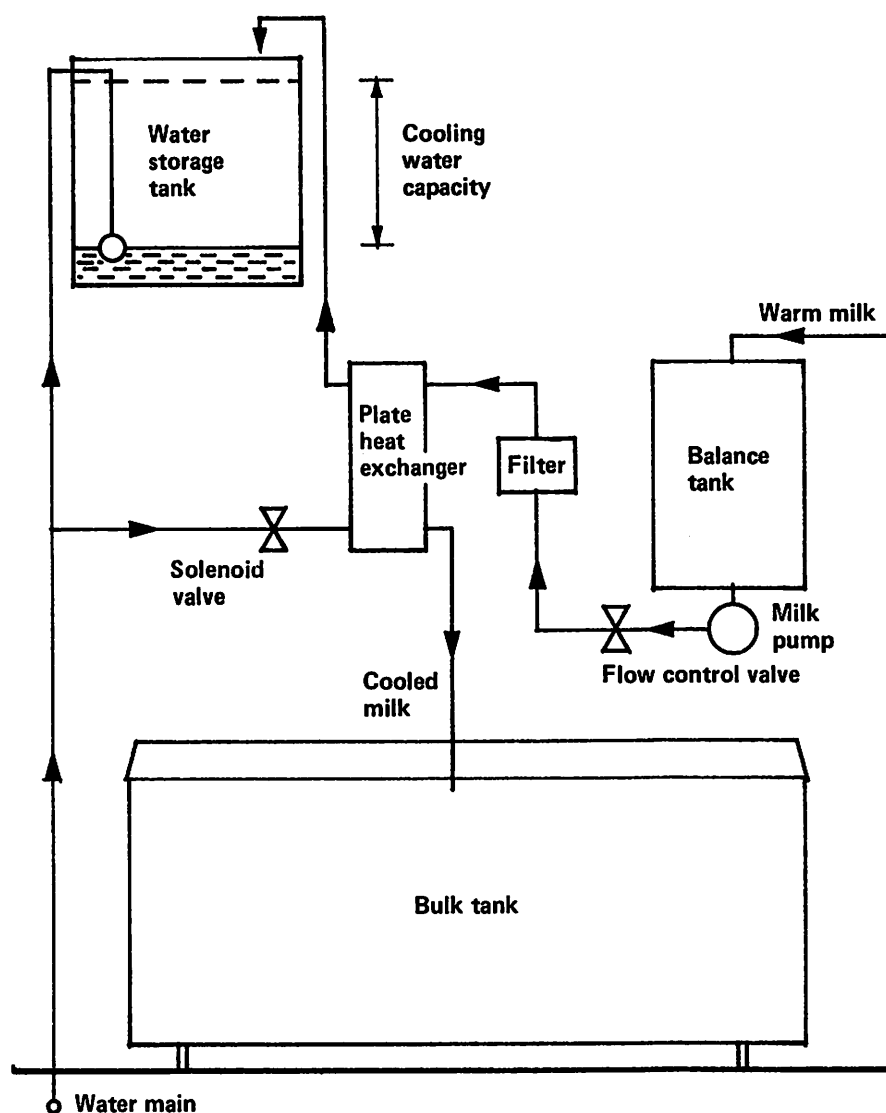 Water
storage
tank
Cooling
water
capacity
Warm milk
Plate
heat
exchanger
Filter
Balance
tank
Solenoid
valve
Milk
pump
Flow control valve
Cooled
milk
Bulk tank
Water main